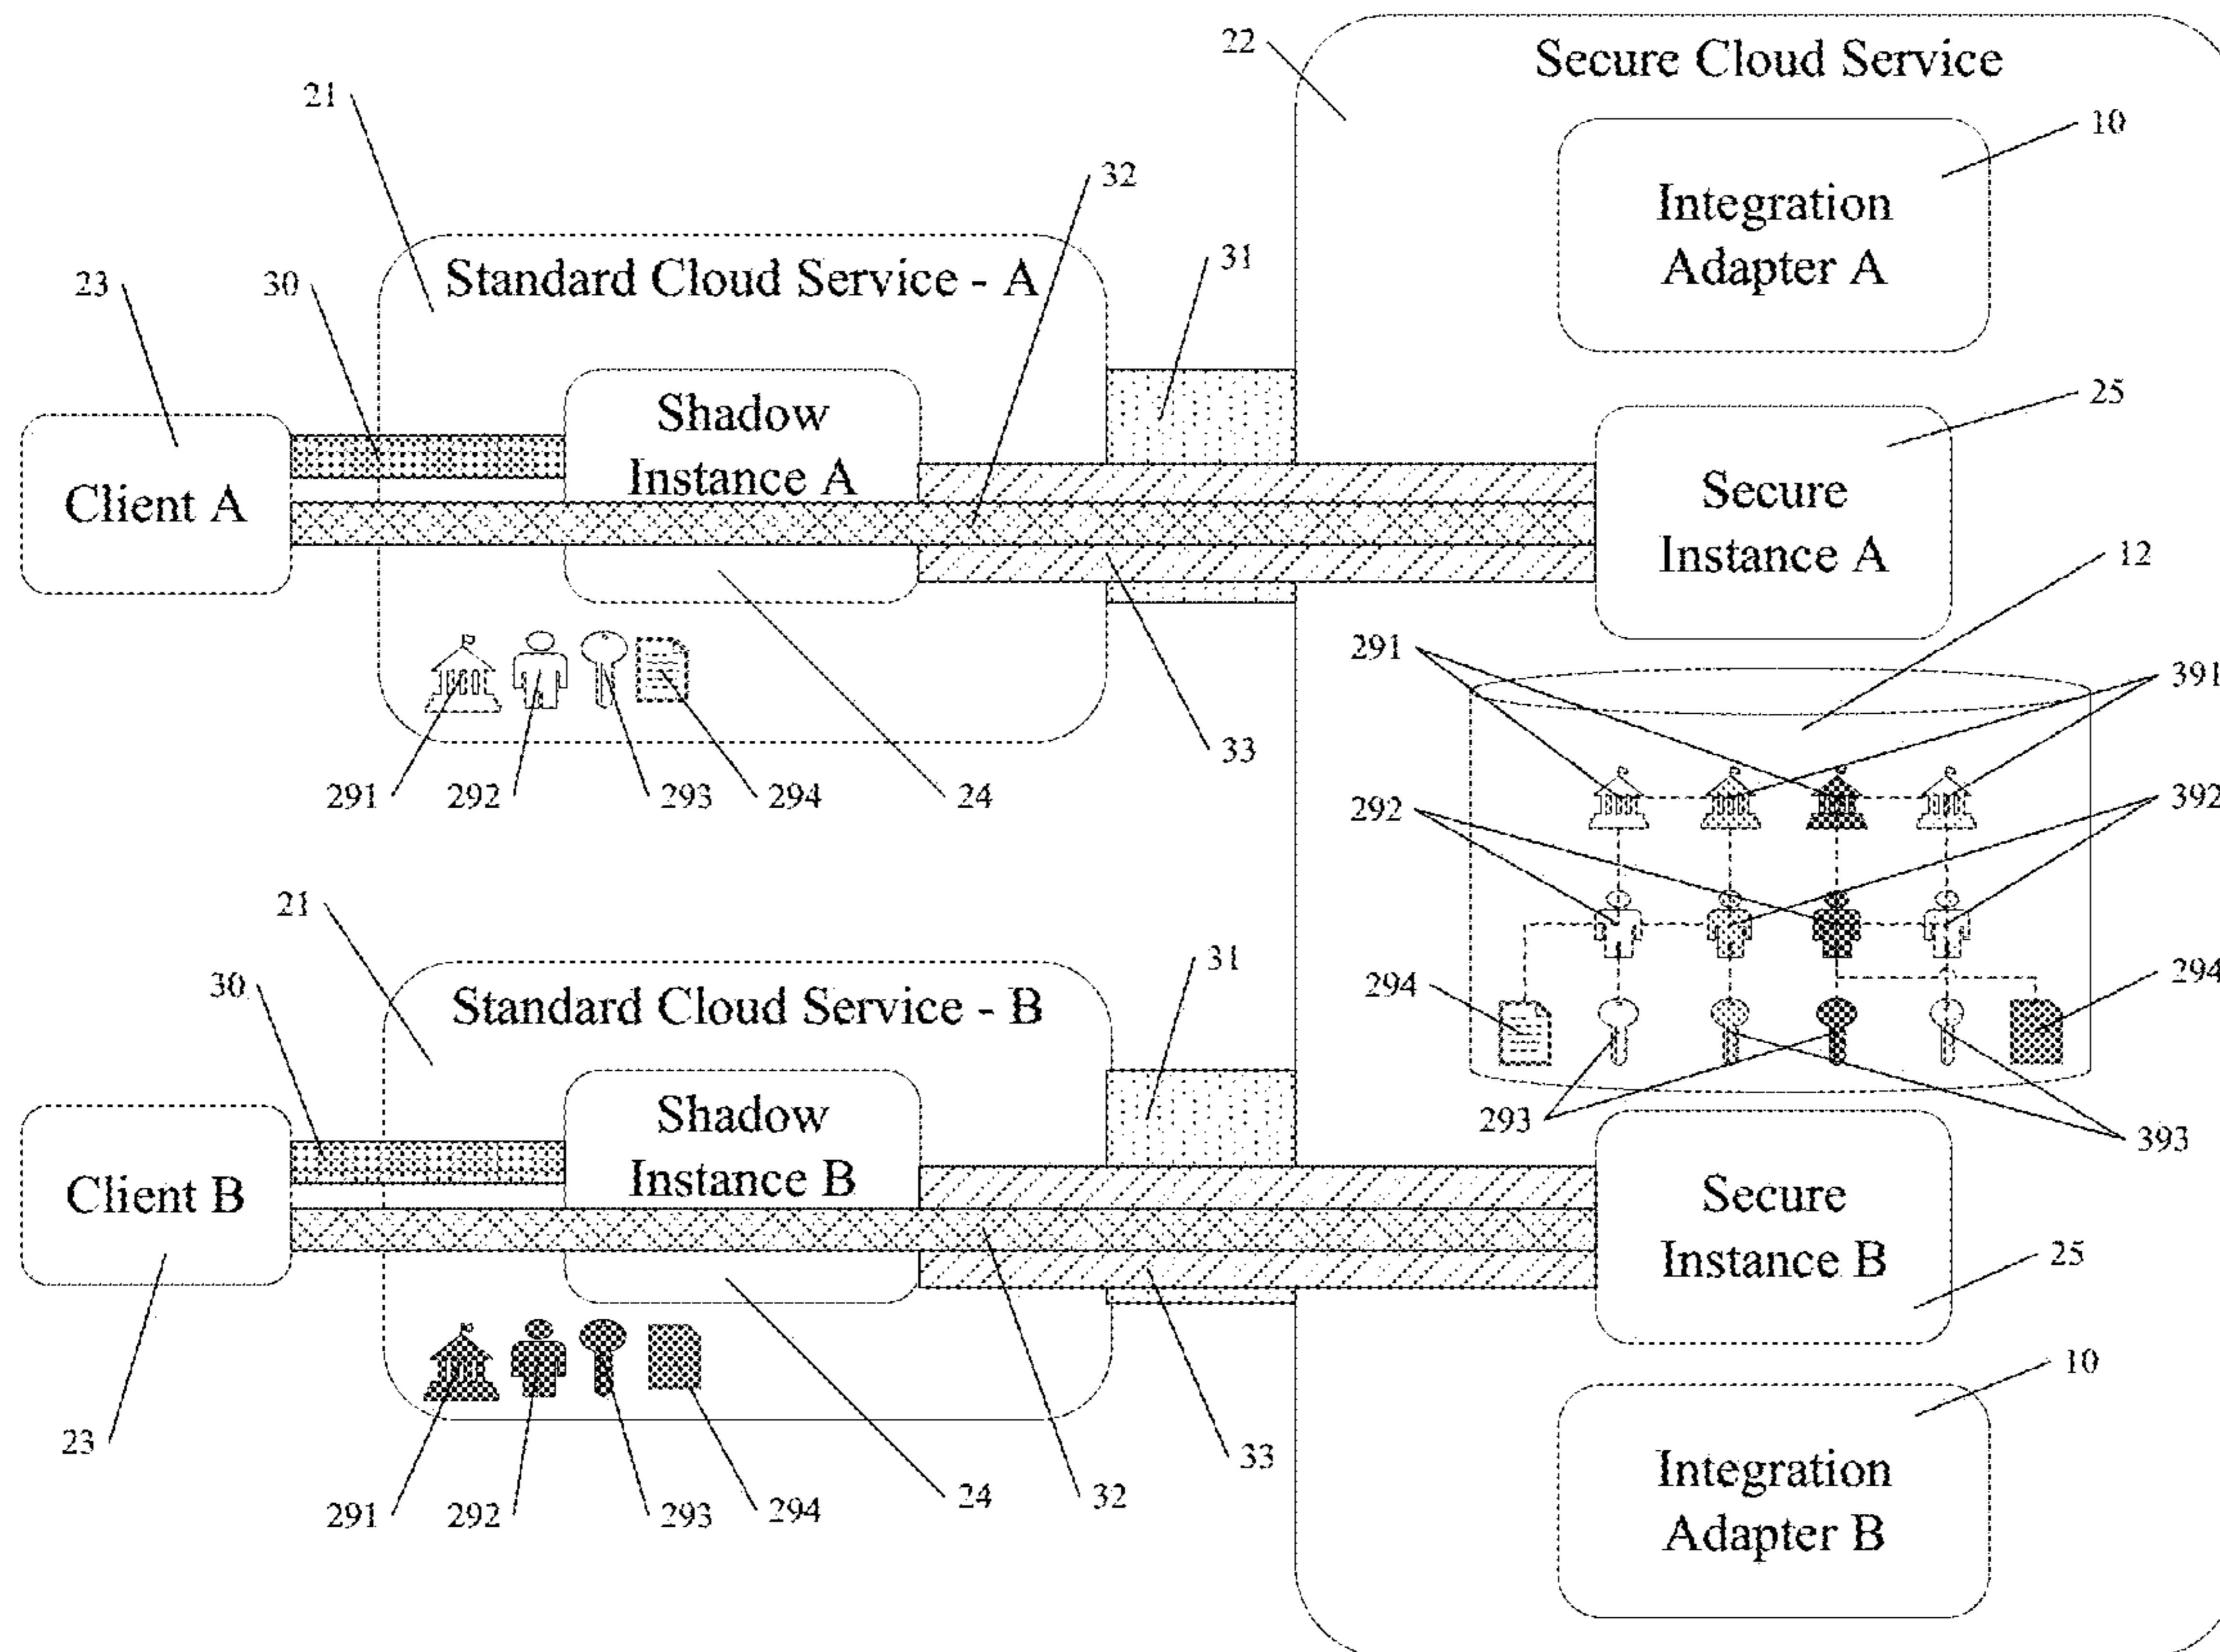 22
Secure Cloud Service
21
10
Integration
Adapter A
32
31
23
30
Standard Cloud Service - A
25
Shadow
Instance A
Client A
Secure
Instance A
12
291
391
33
291
292
293
294
24
292
392
21
31
30
294
294
Standard Cloud Service - B
Shadow
Instance B
293
393
Client B
Secure
Instance B
25
10
23
33
291
292
293
294
24
32
Integration
Adapter B